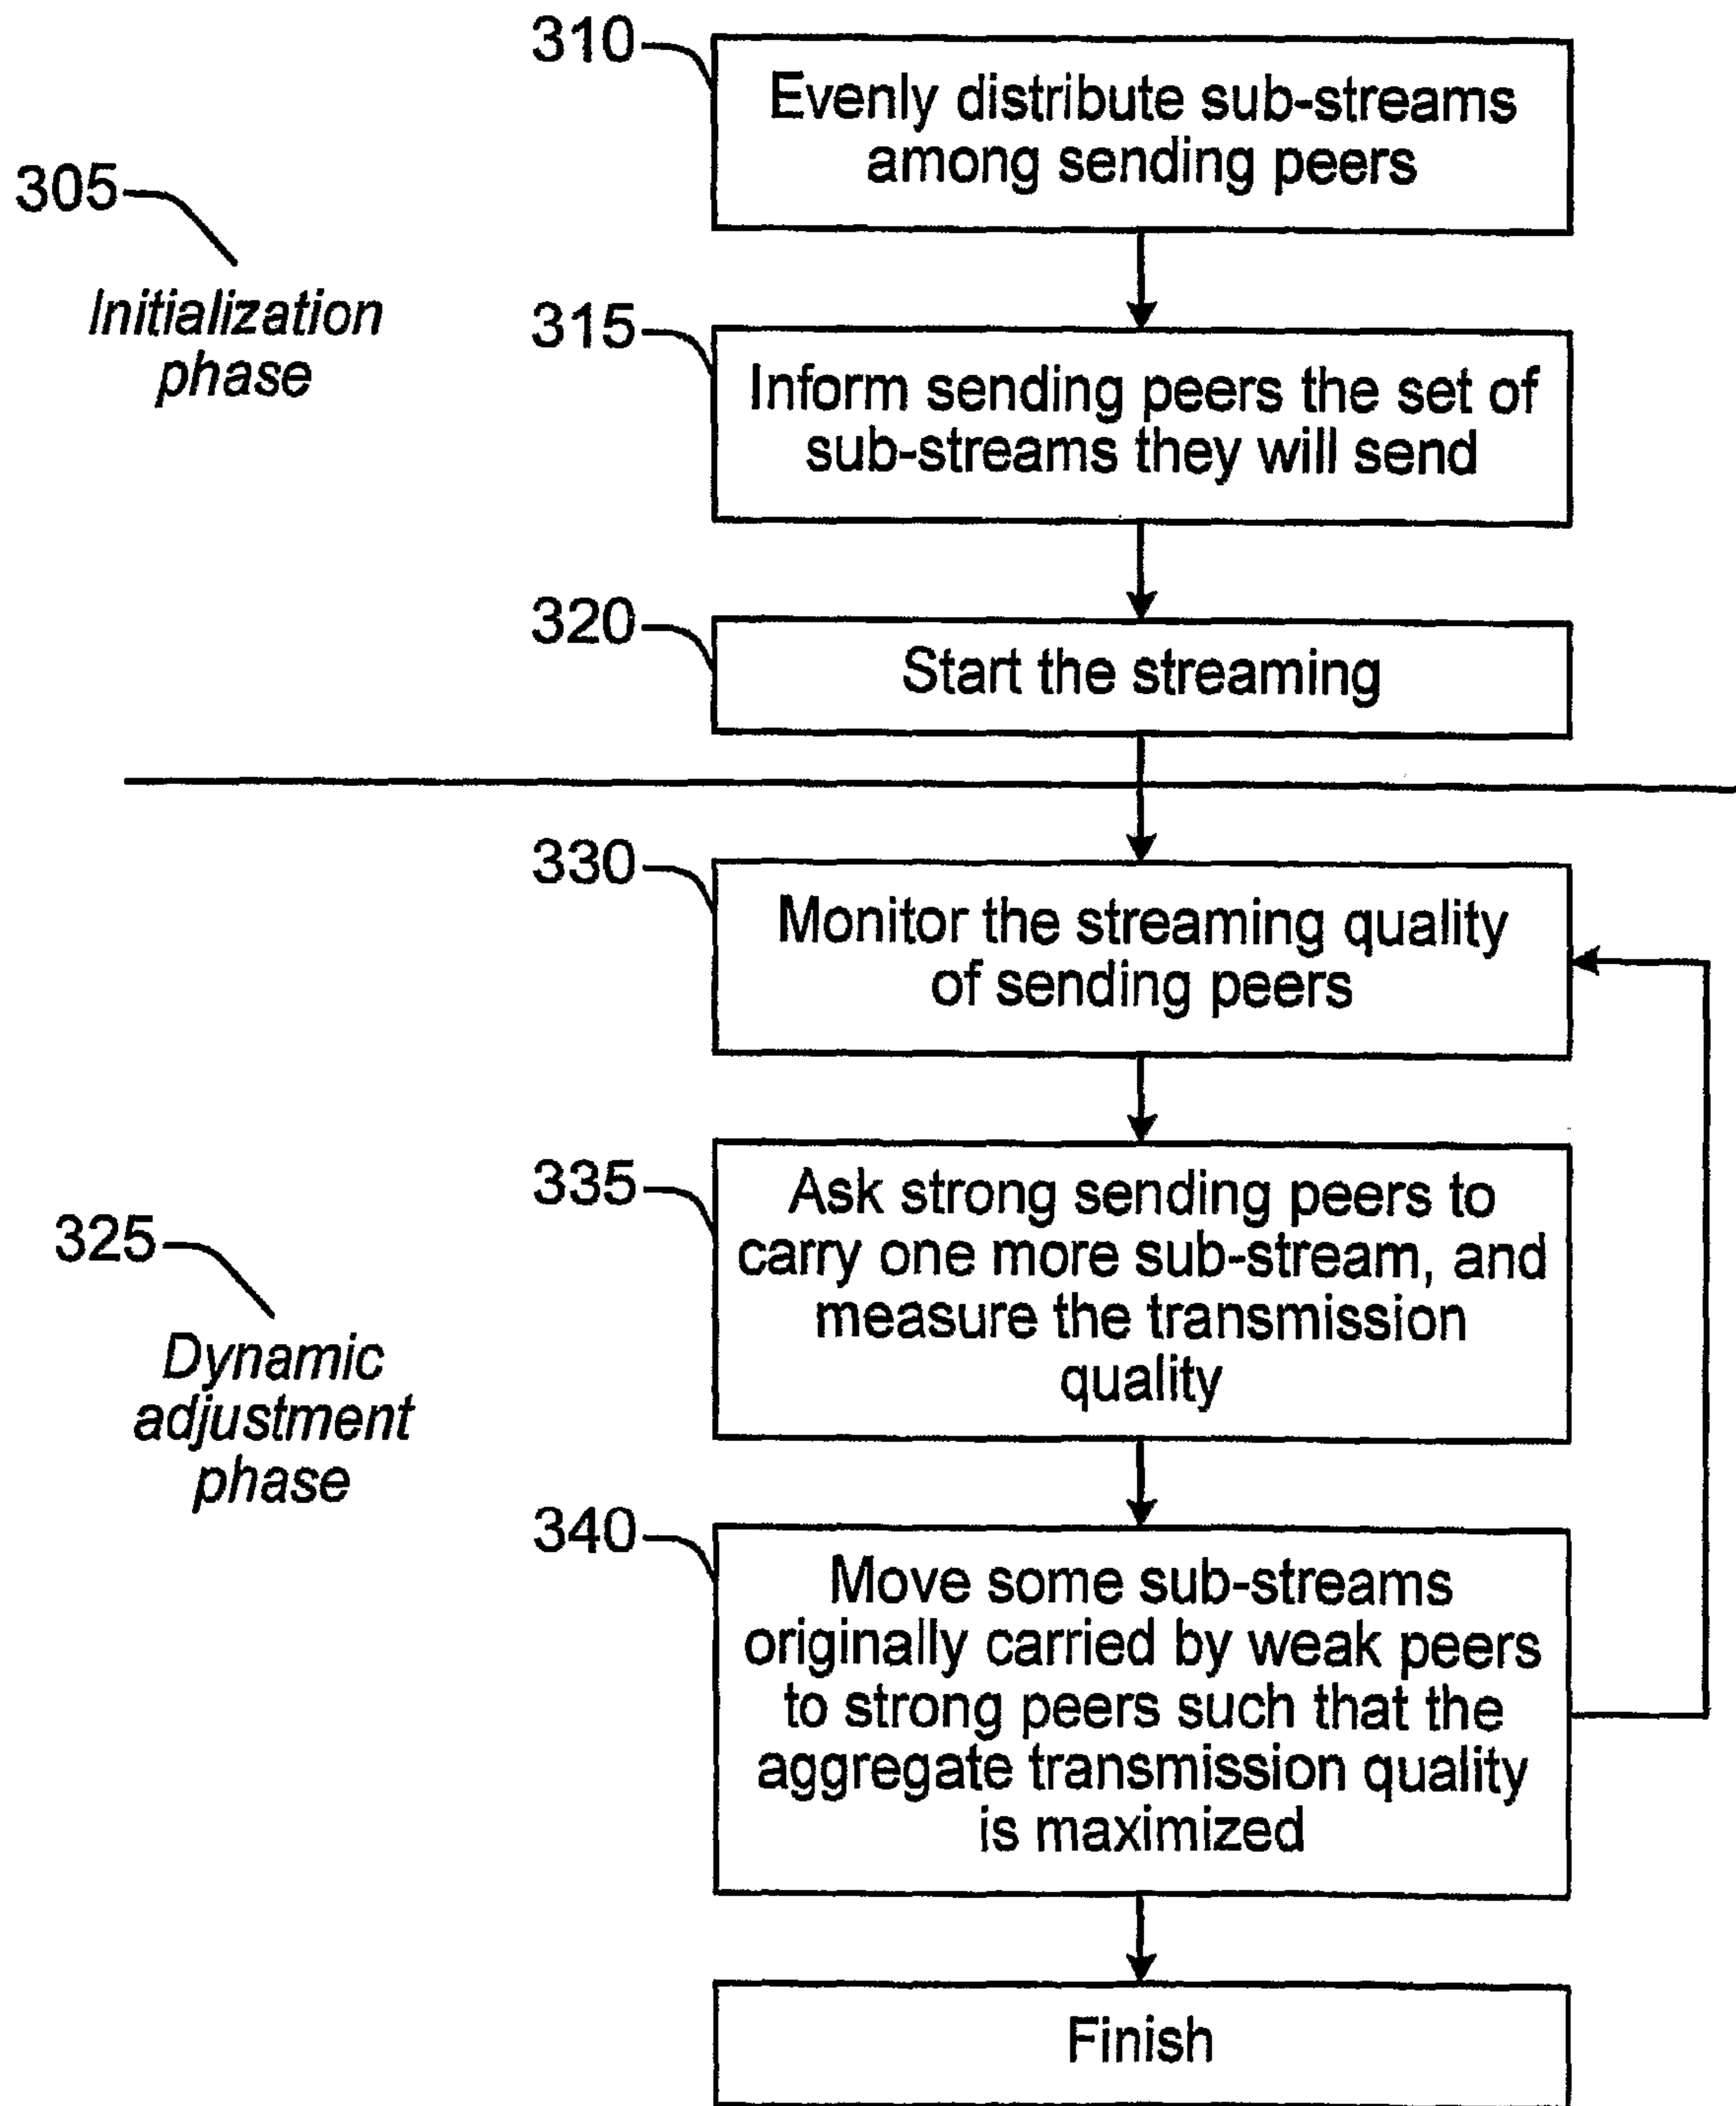 310
Evenly distribute sub-streams
among sending peers
305
Initialization
phase
315
Inform sending peers the set of
sub-streams they will send
320
Start the streaming
330
Monitor the streaming quality
of sending peers
335
Ask strong sending peers to
carry one more sub-stream, and
measure the transmission
quality
325
Dynamic
adjustment
phase
340
Move some sub-streams
originally carried by weak peers
to strong peers such that the
aggregate transmission quality
is maximized
Finish